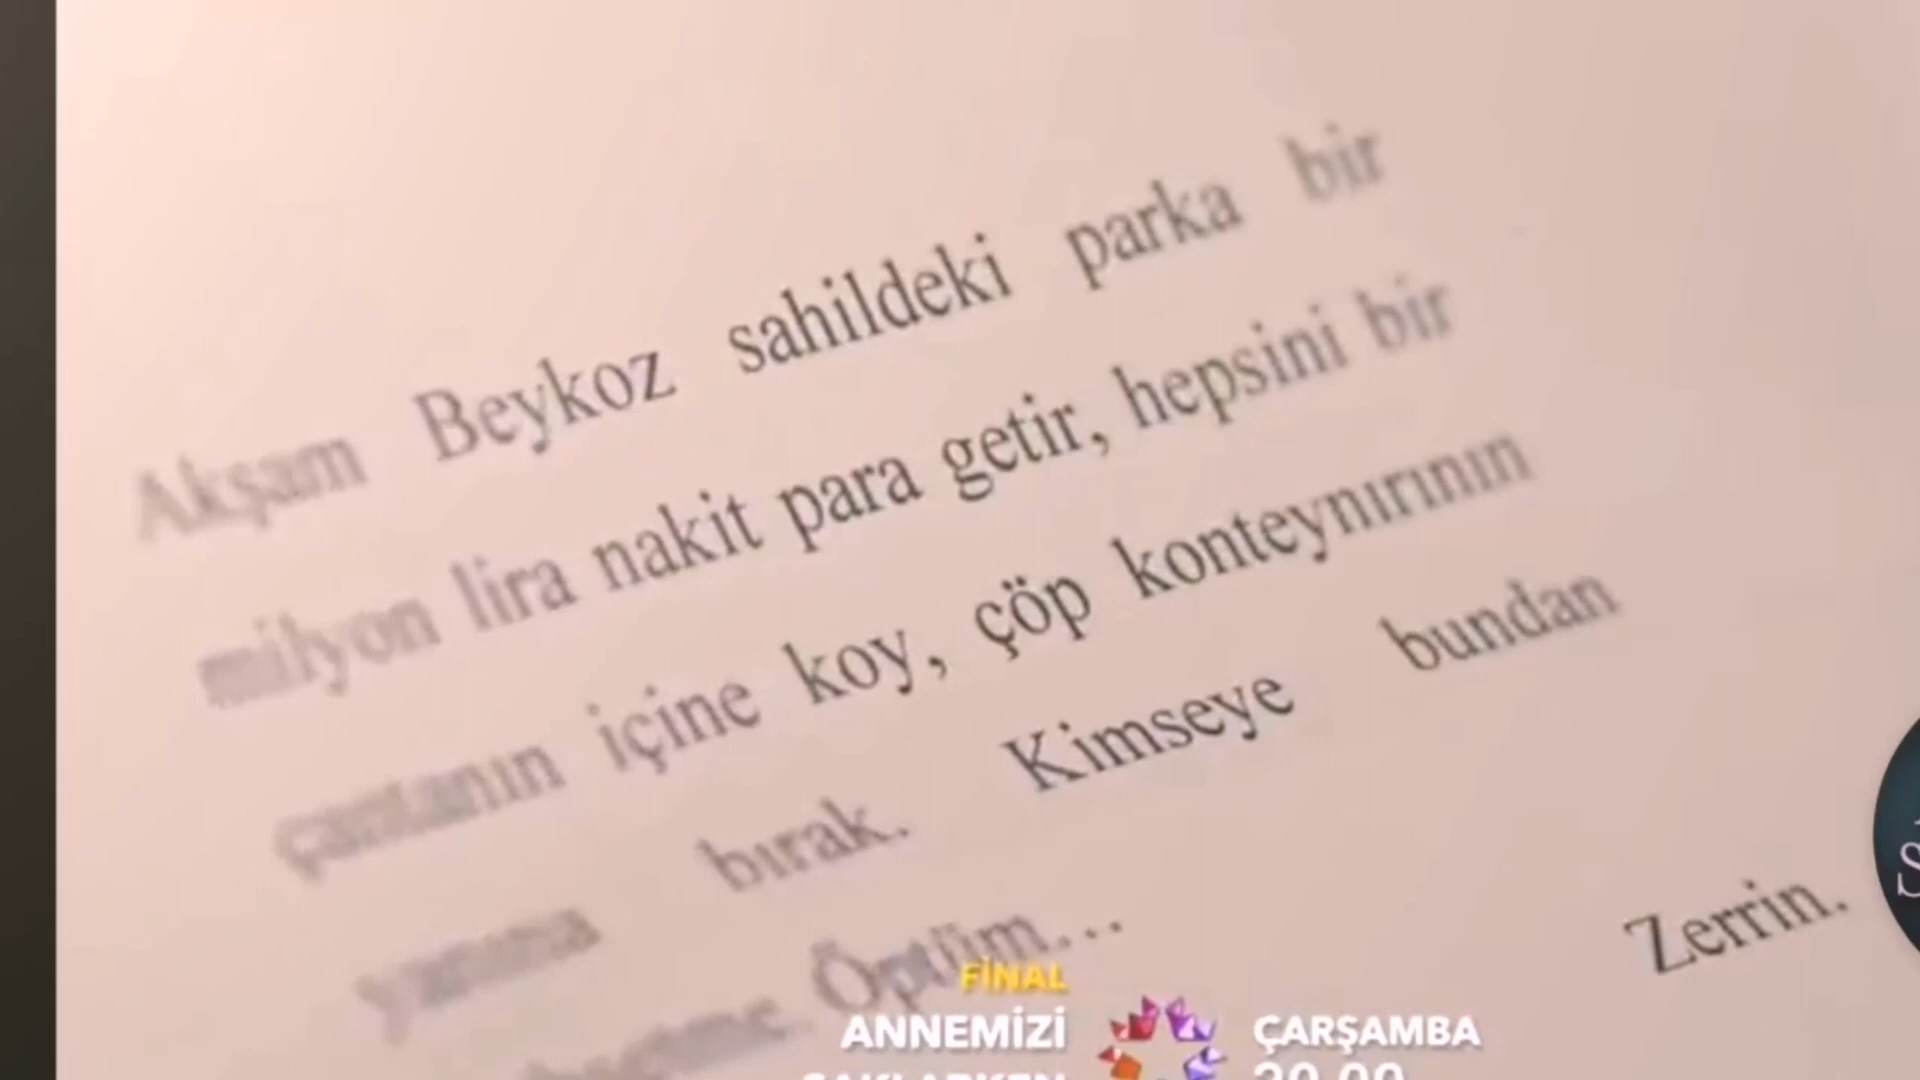 Akşam Beykoz sahildeki parka bir
milyon lira nakit para getir, hepsini bir
çantanın içine koy, çöp konteynırının
yanına bırak. Kimseye bundan
Öptüm... Zerrin.
FİNAL
ANNEMİZİ
ÇARŞAMBA